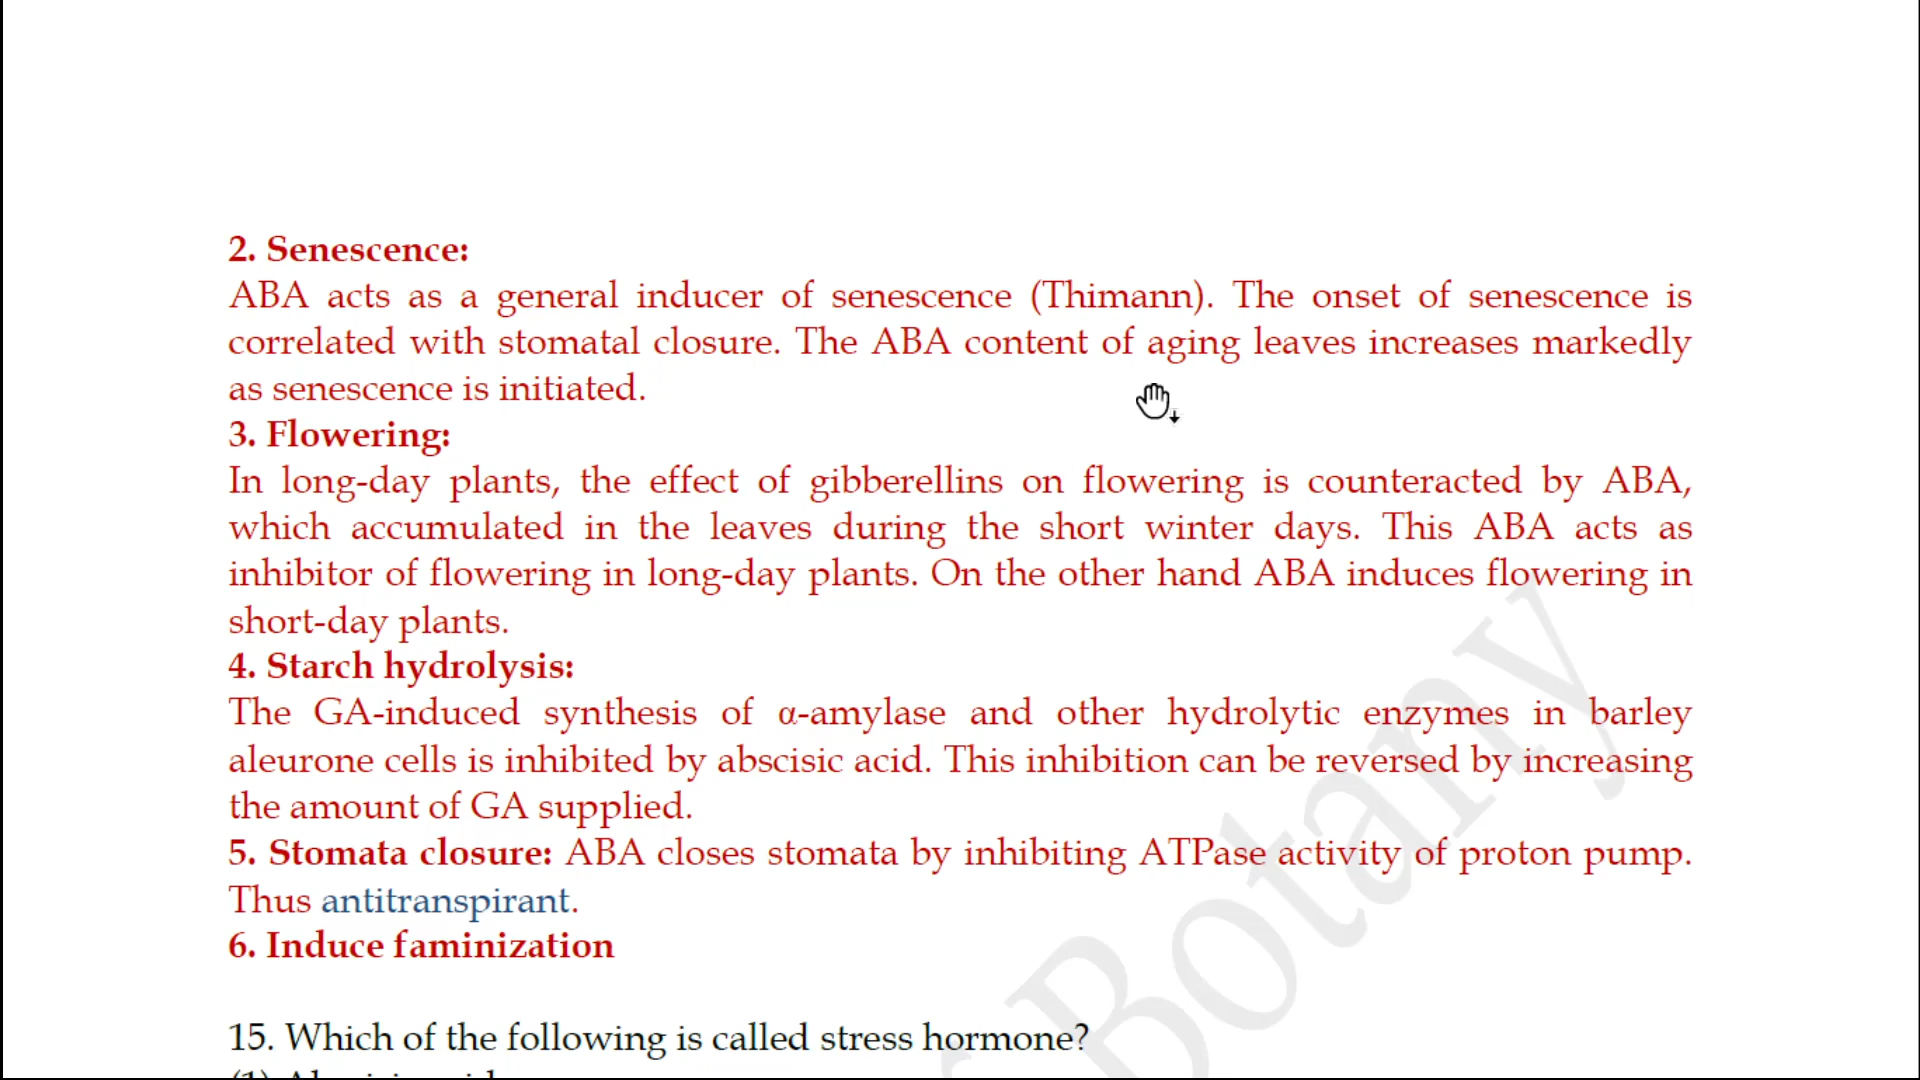 2. Senescence:
ABA acts as a general inducer of senescence (Thimann). The onset of senescence is
correlated with stomatal closure. The ABA content of aging leaves increases markedly
as senescence is initiated.
3. Flowering:
In long-day plants, the effect of gibberellins on flowering is counteracted by ABA,
which accumulated in the leaves during the short winter days. This ABA acts as
inhibitor of flowering in long-day plants. On the other hand ABA induces flowering in
short-day plants.
4. Starch hydrolysis:
The GA-induced synthesis of α-amylase and other hydrolytic enzymes in barley
aleurone cells is inhibited by abscisic acid. This inhibition can be reversed by increasing
the amount of GA supplied.
5. Stomata closure: ABA closes stomata by inhibiting ATPase activity of proton pump.
Thus antitranspirant.
6. Induce faminization
Botany
15. Which of the following is called stress hormone?